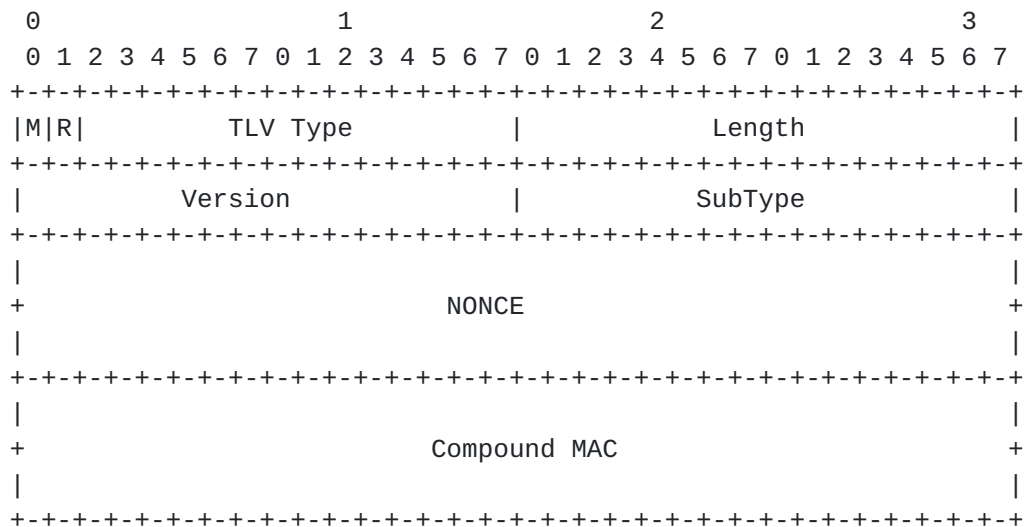 0                   1                   2                   3
 0 1 2 3 4 5 6 7 0 1 2 3 4 5 6 7 0 1 2 3 4 5 6 7 0 1 2 3 4 5 6 7
+-+-+-+-+-+-+-+-+-+-+-+-+-+-+-+-+-+-+-+-+-+-+-+-+-+-+-+-+-+-+-+-+
|M|R|         TLV Type          |            Length             |
+-+-+-+-+-+-+-+-+-+-+-+-+-+-+-+-+-+-+-+-+-+-+-+-+-+-+-+-+-+-+-+-+
|          Version              |           SubType             |
+-+-+-+-+-+-+-+-+-+-+-+-+-+-+-+-+-+-+-+-+-+-+-+-+-+-+-+-+-+-+-+-+
|                                                               |
+                           NONCE                               +
|                                                               |
+-+-+-+-+-+-+-+-+-+-+-+-+-+-+-+-+-+-+-+-+-+-+-+-+-+-+-+-+-+-+-+-+
|                                                               |
+                          Compound MAC                         +
|                                                               |
+-+-+-+-+-+-+-+-+-+-+-+-+-+-+-+-+-+-+-+-+-+-+-+-+-+-+-+-+-+-+-+-+